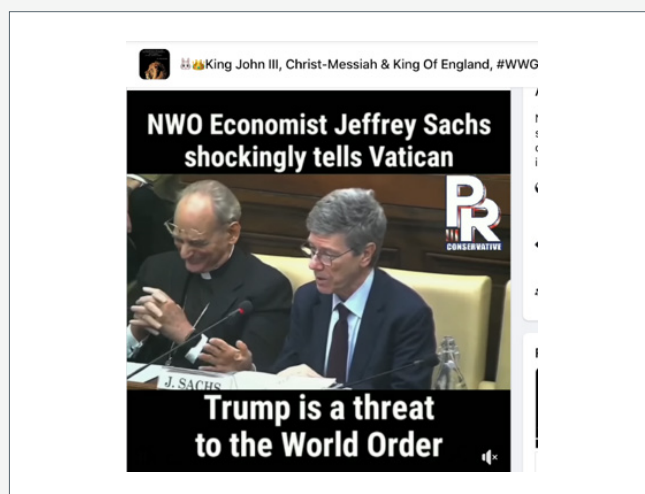 King John III, Christ-Messiah & King Of England, #WWG
NWO Economist Jeffrey Sachs
shockingly tells Vatican
PR
CONSERVATIVE
J. SACHS
Trump is a threat
to the World Order